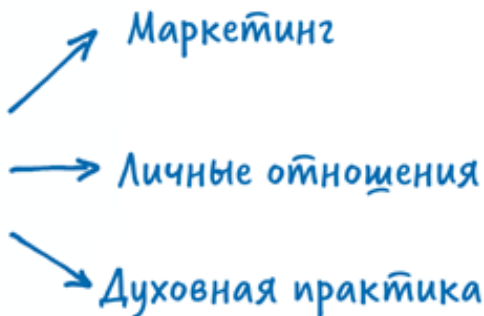 Маркетинг
Личные отношения
Духовная практика